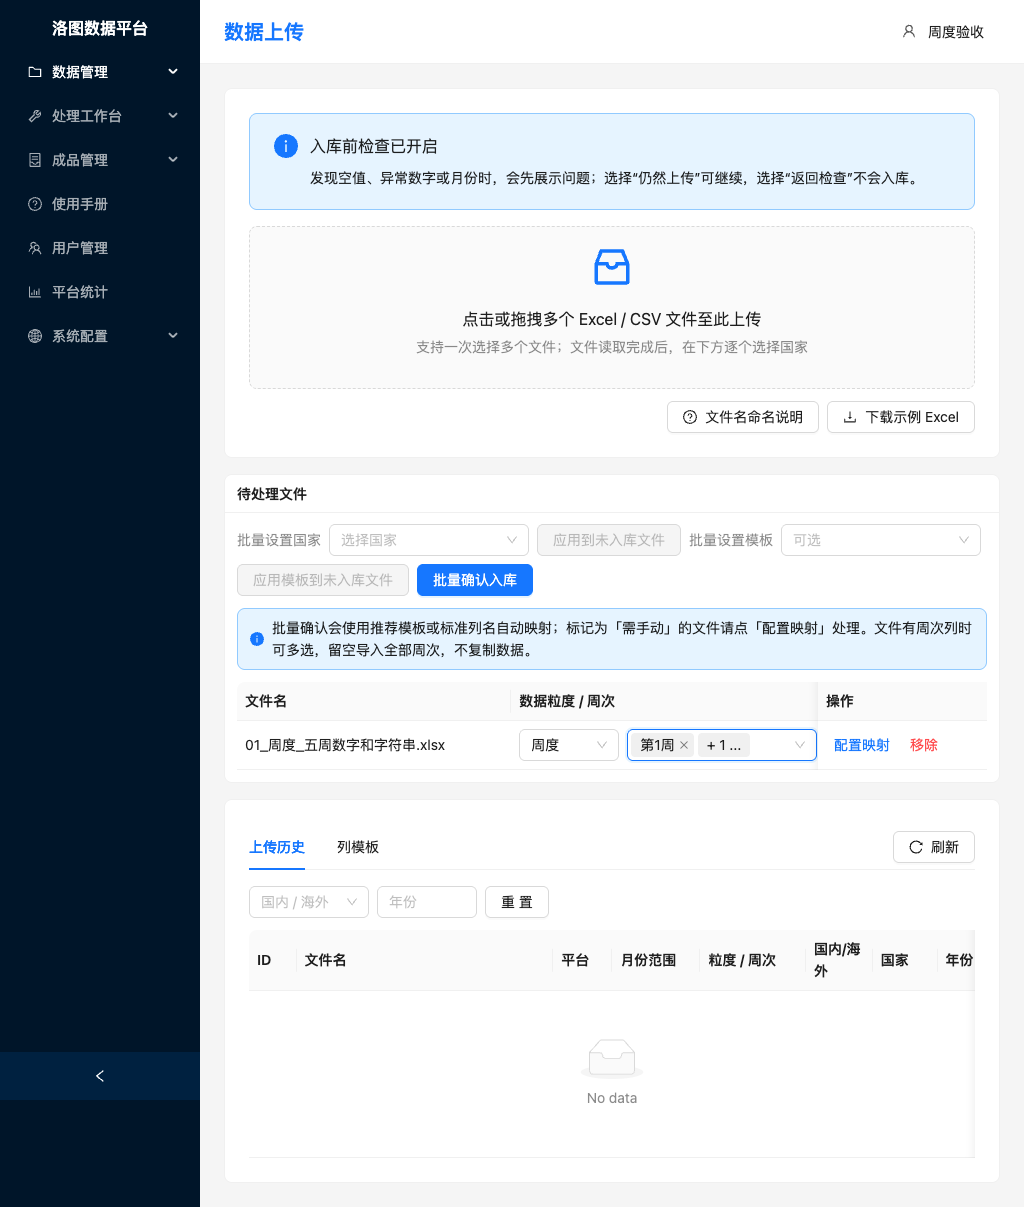 洛图数据平台
数据管理
处理工作台
成品管理
使用手册
用户管理
平台统计
系统配置
数据上传
周度验收
入库前检查已开启
发现空值、异常数字或月份时，会先展示问题；选择“仍然上传”可继续，选择“返回检查”不会入库。
点击或拖拽多个 Excel / CSV 文件至此上传
支持一次选择多个文件；文件读取完成后，在下方逐个选择国家
文件名命名说明
下载示例 Excel
待处理文件
批量设置国家 选择国家 应用到未入库文件 批量设置模板 可选
应用模板到未入库文件 批量确认入库
批量确认会使用推荐模板或标准列名自动映射；标记为「需手动」的文件请点「配置映射」处理。文件有周次列时
可多选，留空导入全部周次，不复制数据。
文件名 数据粒度 / 周次 操作
01_周度_五周数字和字符串.xlsx 周度 第1周 + 1 ... 配置映射 移除
上传历史 列模板 刷新
国内 / 海外 年份 重 置
ID 文件名 平台 月份范围 粒度 / 周次 国内/海
外 国家 年份
No data